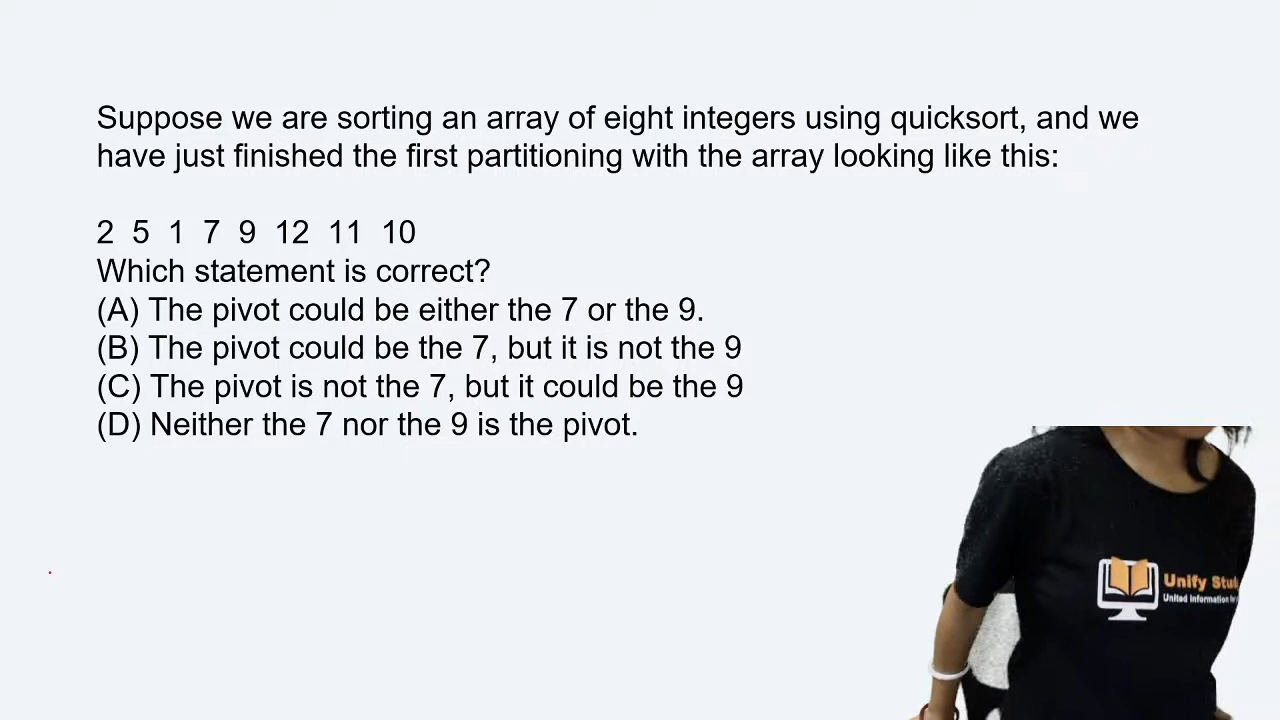 Suppose we are sorting an array of eight integers using quicksort, and we
have just finished the first partitioning with the array looking like this:
2 5 1 7 9 12 11 10
Which statement is correct?
(A) The pivot could be either the 7 or the 9.
(B) The pivot could be the 7, but it is not the 9
(C) The pivot is not the 7, but it could be the 9
(D) Neither the 7 nor the 9 is the pivot.
Unify
United Information